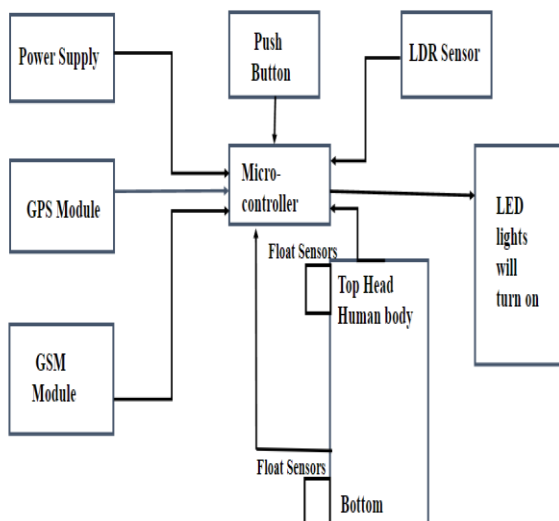 Power Supply
Push
Button
LDR Sensor
GPS Module
Micro-
controller
LED
lights
will
turn on
Float Sensors
Top Head
Human body
GSM
Module
Float Sensors
Bottom